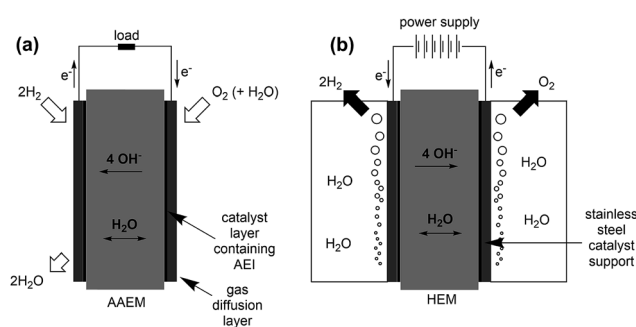 (a)
load
e⁻
e⁻
2H₂
O₂ (+ H₂O)
4 OH⁻
H₂O
2H₂O
AAEM
catalyst
layer
containing
AEI
gas
diffusion
layer
(b)
power supply
e⁻
e⁻
2H₂
O₂
H₂O
4 OH⁻
H₂O
H₂O
H₂O
H₂O
HEM
stainless
steel
catalyst
support